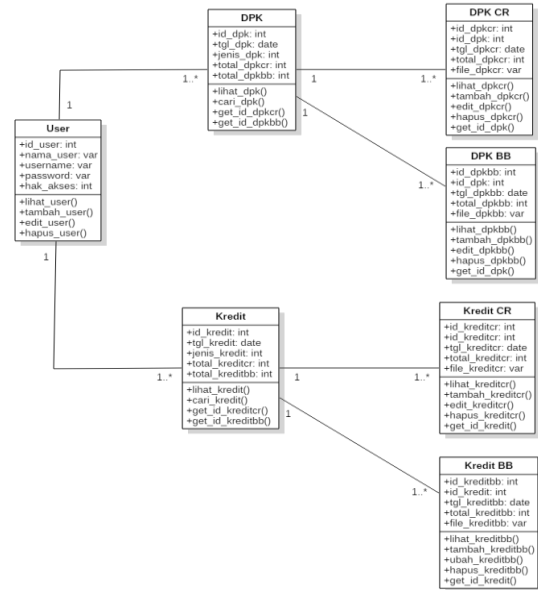 DPK
+id_dpk: int
+tgl_dpk: date
+jenis_dpk: int
+total_dpkcr: int
+total_dpkbb: int
+lihat_dpk()
+cari_dpk()
+get_id_dpkcr()
+get_id_dpkbb()
1..*
1
1
DPK CR
+id_dpkcr: int
+id_dpk: int
+tgl_dpkcr: date
+total_dpkcr: int
+file_dpkcr: var
+lihat_dpkcr()
+tambah_dpkcr()
+edit_dpkcr()
+hapus_dpkcr()
+get_id_dpk()
1..*
DPK BB
+id_dpkbb: int
+id_dpk: int
+tgl_dpkbb: date
+total_dpkbb: int
+file_dpkbb: var
+lihat_dpkbb()
+tambah_dpkbb()
+edit_dpkbb()
+hapus_dpkbb()
+get_id_dpk()
1..*
1
User
+id_user: int
+nama_user: var
+username: var
+password: var
+hak_akses: int
+lihat_user()
+tambah_user()
+edit_user()
+hapus_user()
1
Kredit
+id_kredit: int
+tgl_kredit: date
+jenis_kredit: int
+total_kreditcr: int
+total_kreditbb: int
+lihat_kredit()
+cari_kredit()
+get_id_kreditcr()
+get_id_kreditbb()
1..*
1
1
Kredit CR
+id_kreditcr: int
+id_kreditcr: int
+tgl_kreditcr: date
+total_kreditcr: int
+file_kreditcr: var
+lihat_kreditcr()
+tambah_kreditcr()
+edit_kreditcr()
+hapus_kreditcr()
+get_id_kredit()
1..*
Kredit BB
+id_kreditbb: int
+id_kredit: int
+tgl_kreditbb: date
+total_kreditbb: int
+file_kreditbb: var
+lihat_kreditbb()
+tambah_kreditbb()
+ubah_kreditbb()
+hapus_kreditbb()
+get_id_kredit()
1..*